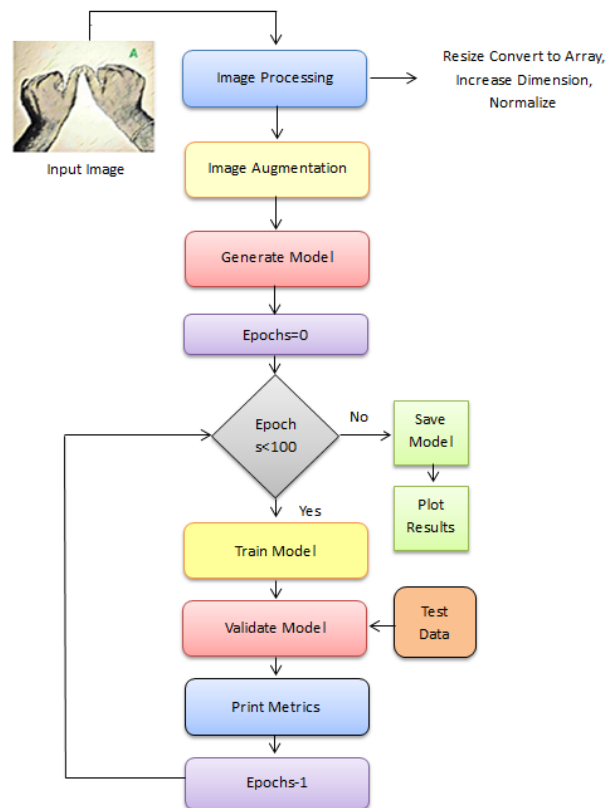 A
Input Image
Image Processing
Resize Convert to Array,
Increase Dimension,
Normalize
Image Augmentation
Generate Model
Epochs=0
Epoch
s<100
No
Save
Model
Plot
Results
Yes
Train Model
Validate Model
Test
Data
Print Metrics
Epochs-1